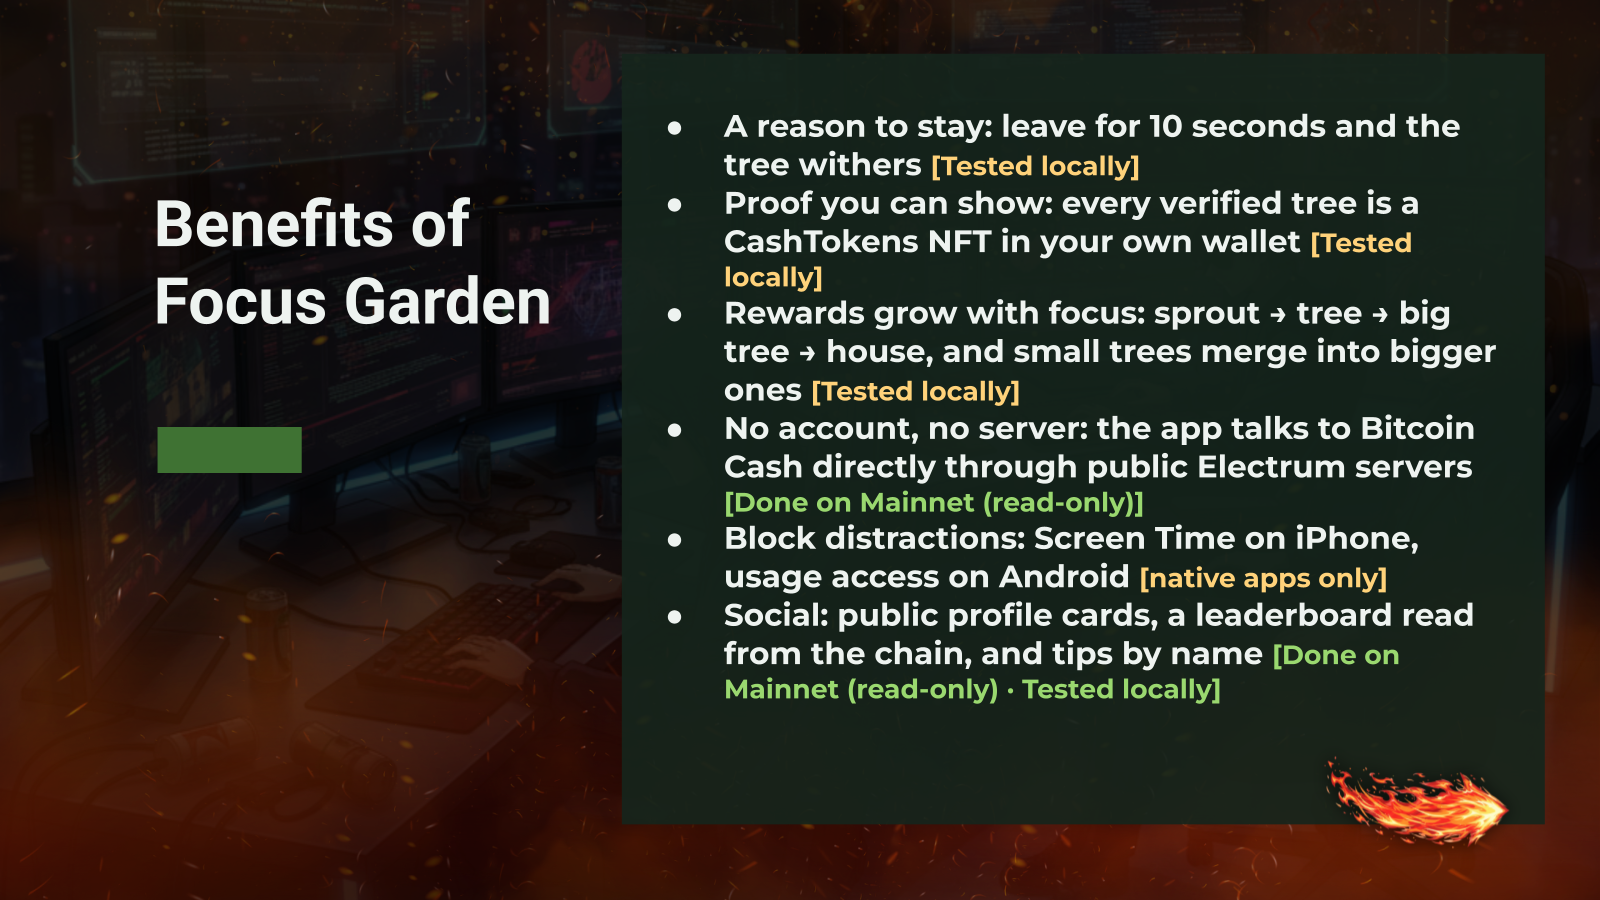 Benefits of
Focus Garden
● A reason to stay: leave for 10 seconds and the
tree withers [Tested locally]
● Proof you can show: every verified tree is a
CashTokens NFT in your own wallet [Tested
locally]
● Rewards grow with focus: sprout → tree → big
tree → house, and small trees merge into bigger
ones [Tested locally]
● No account, no server: the app talks to Bitcoin
Cash directly through public Electrum servers
[Done on Mainnet (read-only)]
● Block distractions: Screen Time on iPhone,
usage access on Android [native apps only]
● Social: public profile cards, a leaderboard read
from the chain, and tips by name [Done on
Mainnet (read-only) · Tested locally]